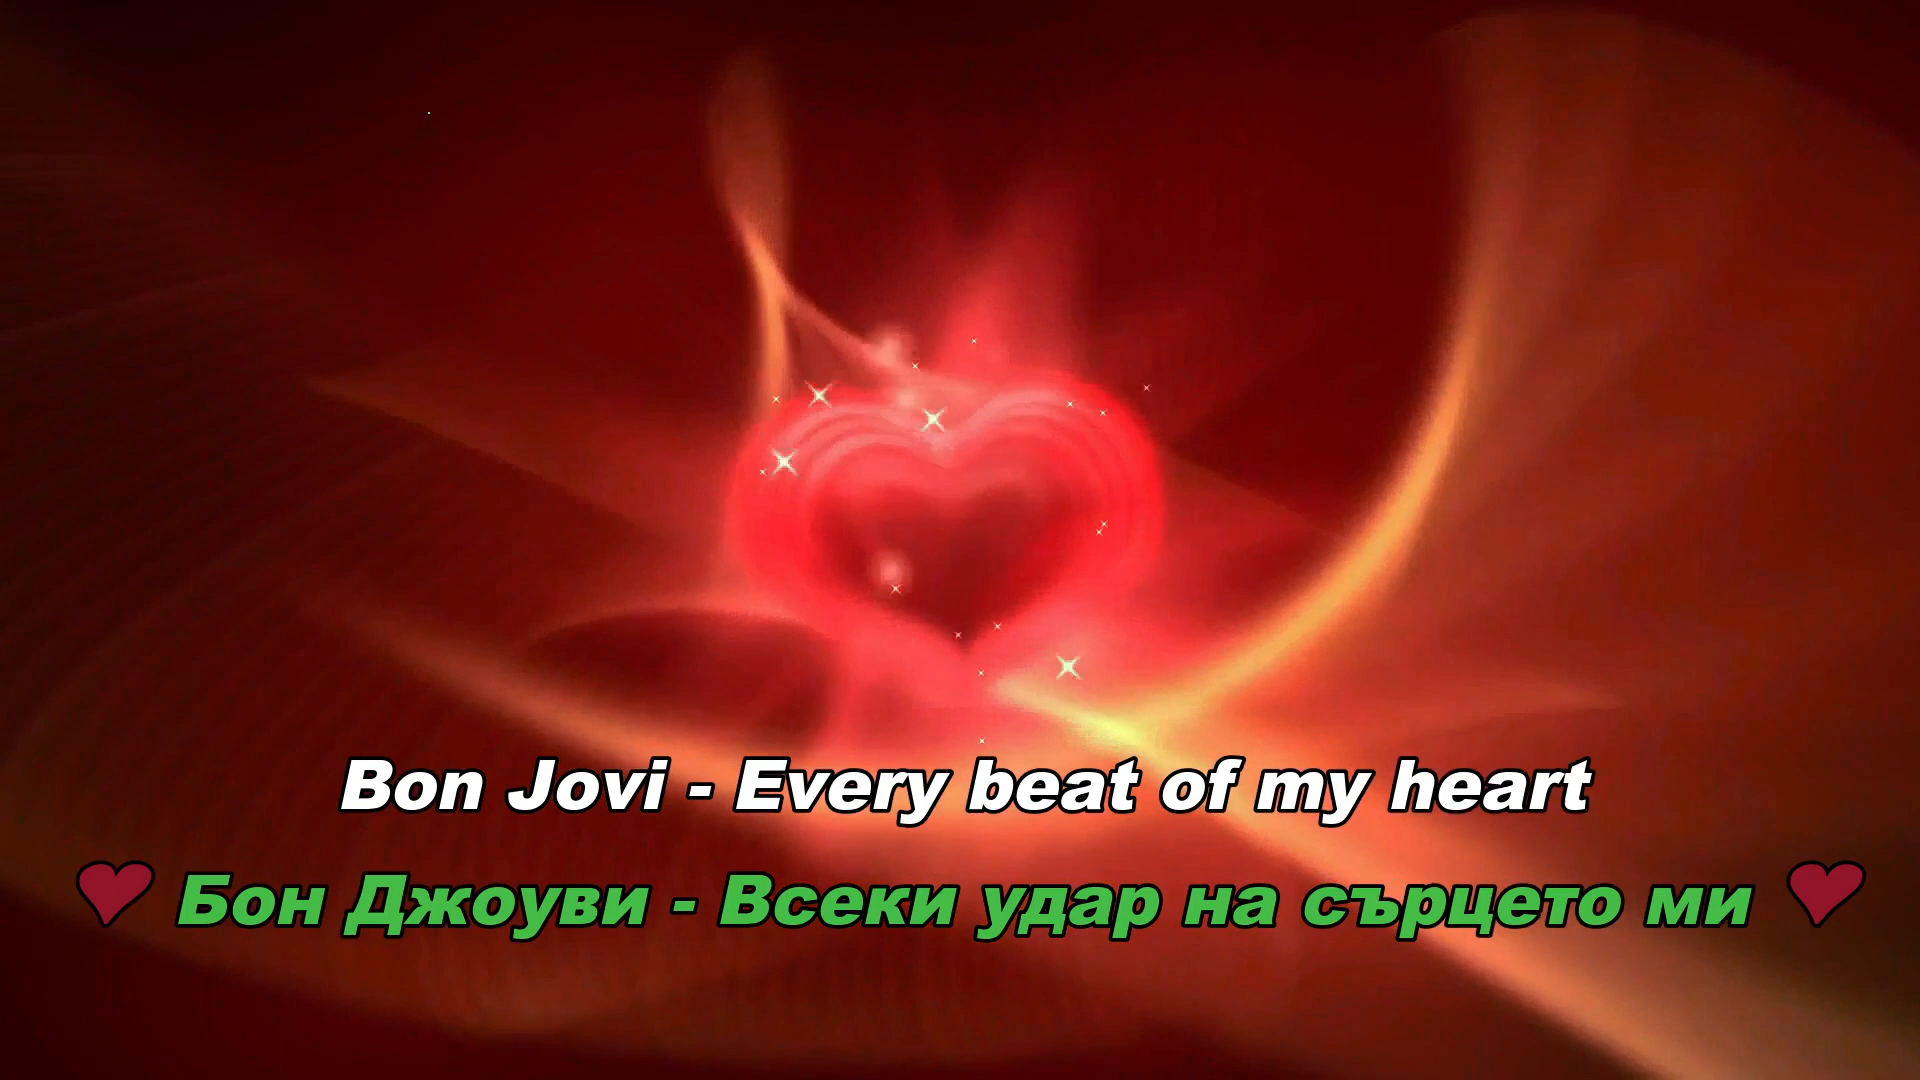 Bon Jovi - Every beat of my heart
♥ Бон Джоуви - Всеки удар на сърцето ми ♥